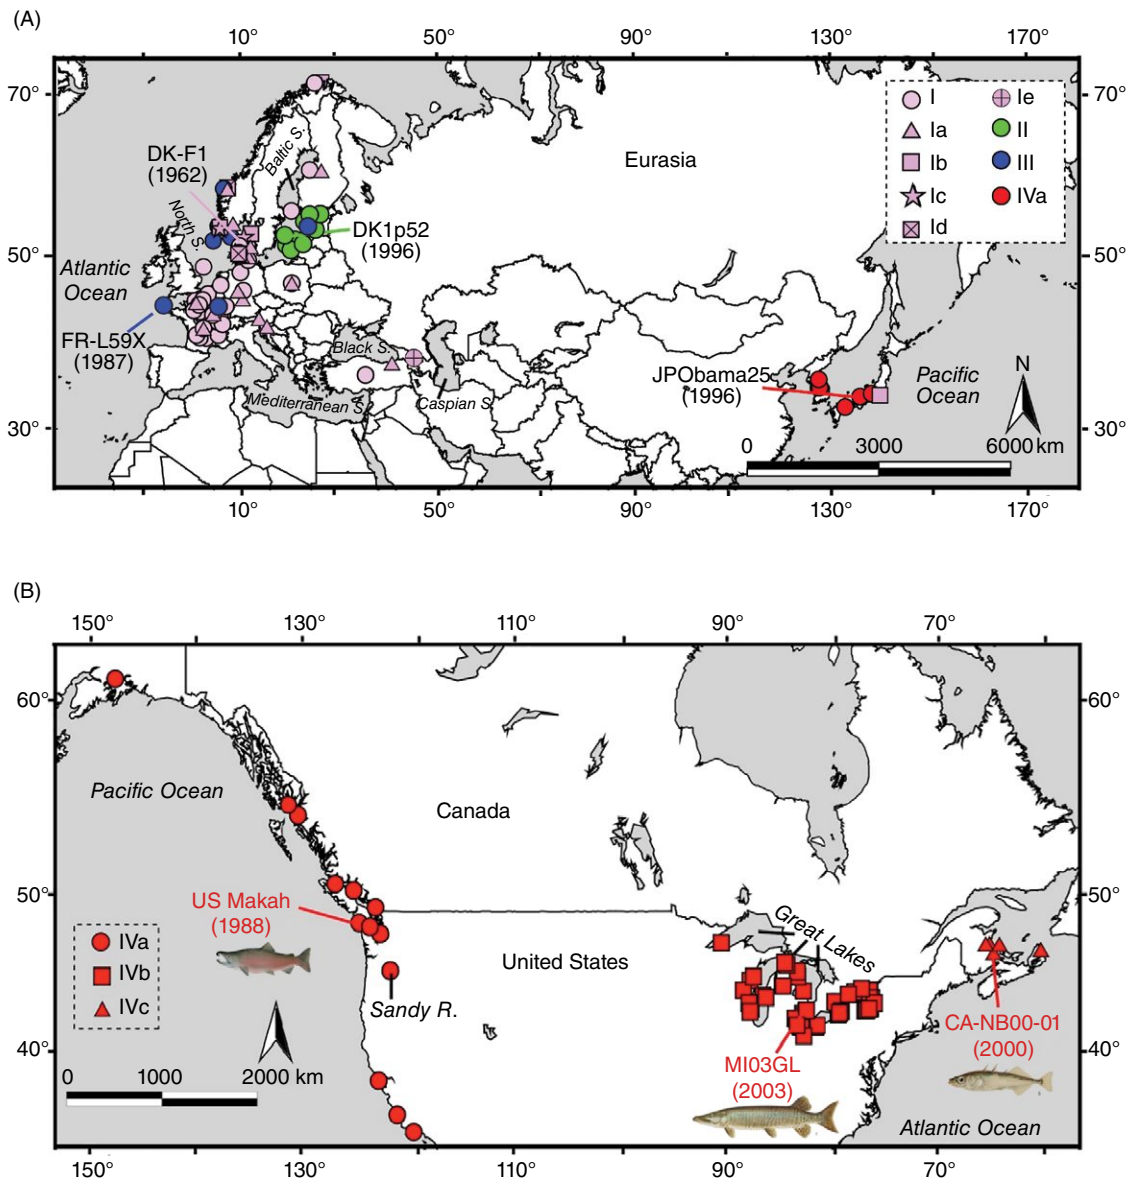 (A)
10° 50° 90° 130° 170°
70° 70°
I Ie
Ia II
Ib III
Ic IVa
Id
Eurasia
Baltic S.
DK-F1
(1962)
North S.
DK1p52
(1996)
50° 50°
Atlantic
Ocean
FR-L59X
(1987)
Black S.
Mediterranean S.
Caspian S.
JPObama25
(1996)
Pacific
Ocean
N
30° 30°
0 3000 6000 km
10° 50° 90° 130° 170°
(B)
150° 130° 110° 90° 70°
60° 60°
Pacific Ocean
Canada
50° 50°
US Makah
(1988)
IVa
IVb
IVc
Great Lakes
United States
Sandy R.
CA-NB00-01
(2000)
40° 40°
MI03GL
(2003)
0 1000 2000 km
Atlantic Ocean
150° 130° 110° 90° 70°